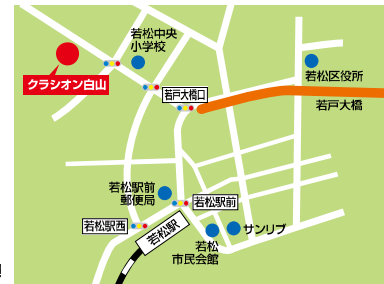 若松中央
小学校
クラシオン白山
若戸大橋口
若松区役所
若戸大橋
若松駅前
郵便局
若松駅前
若松駅西
若松駅
サンリブ
若松
市民会館